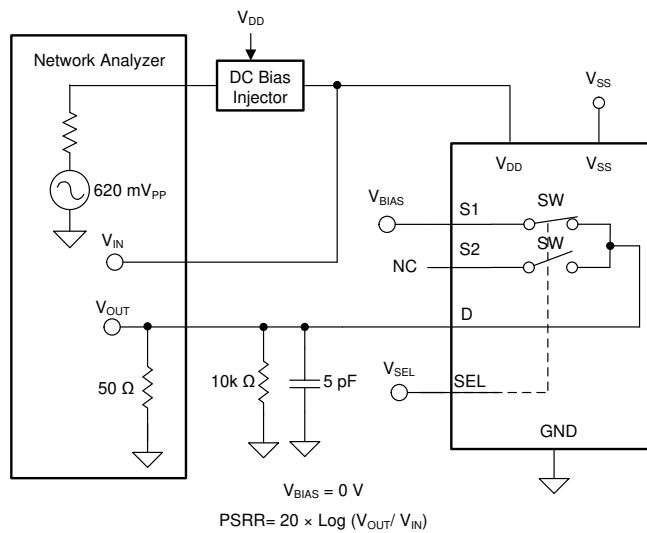 VDD
Network Analyzer
DC Bias
Injector
VSS
VDD
VSS
620 mVPP
VBIAS
S1
SW
VIN
S2
SW
NC
VOUT
D
50 Ω
10k Ω
5 pF
VSEL
SEL
GND
VBIAS = 0 V
PSRR= 20 × Log (VOUT/ VIN)